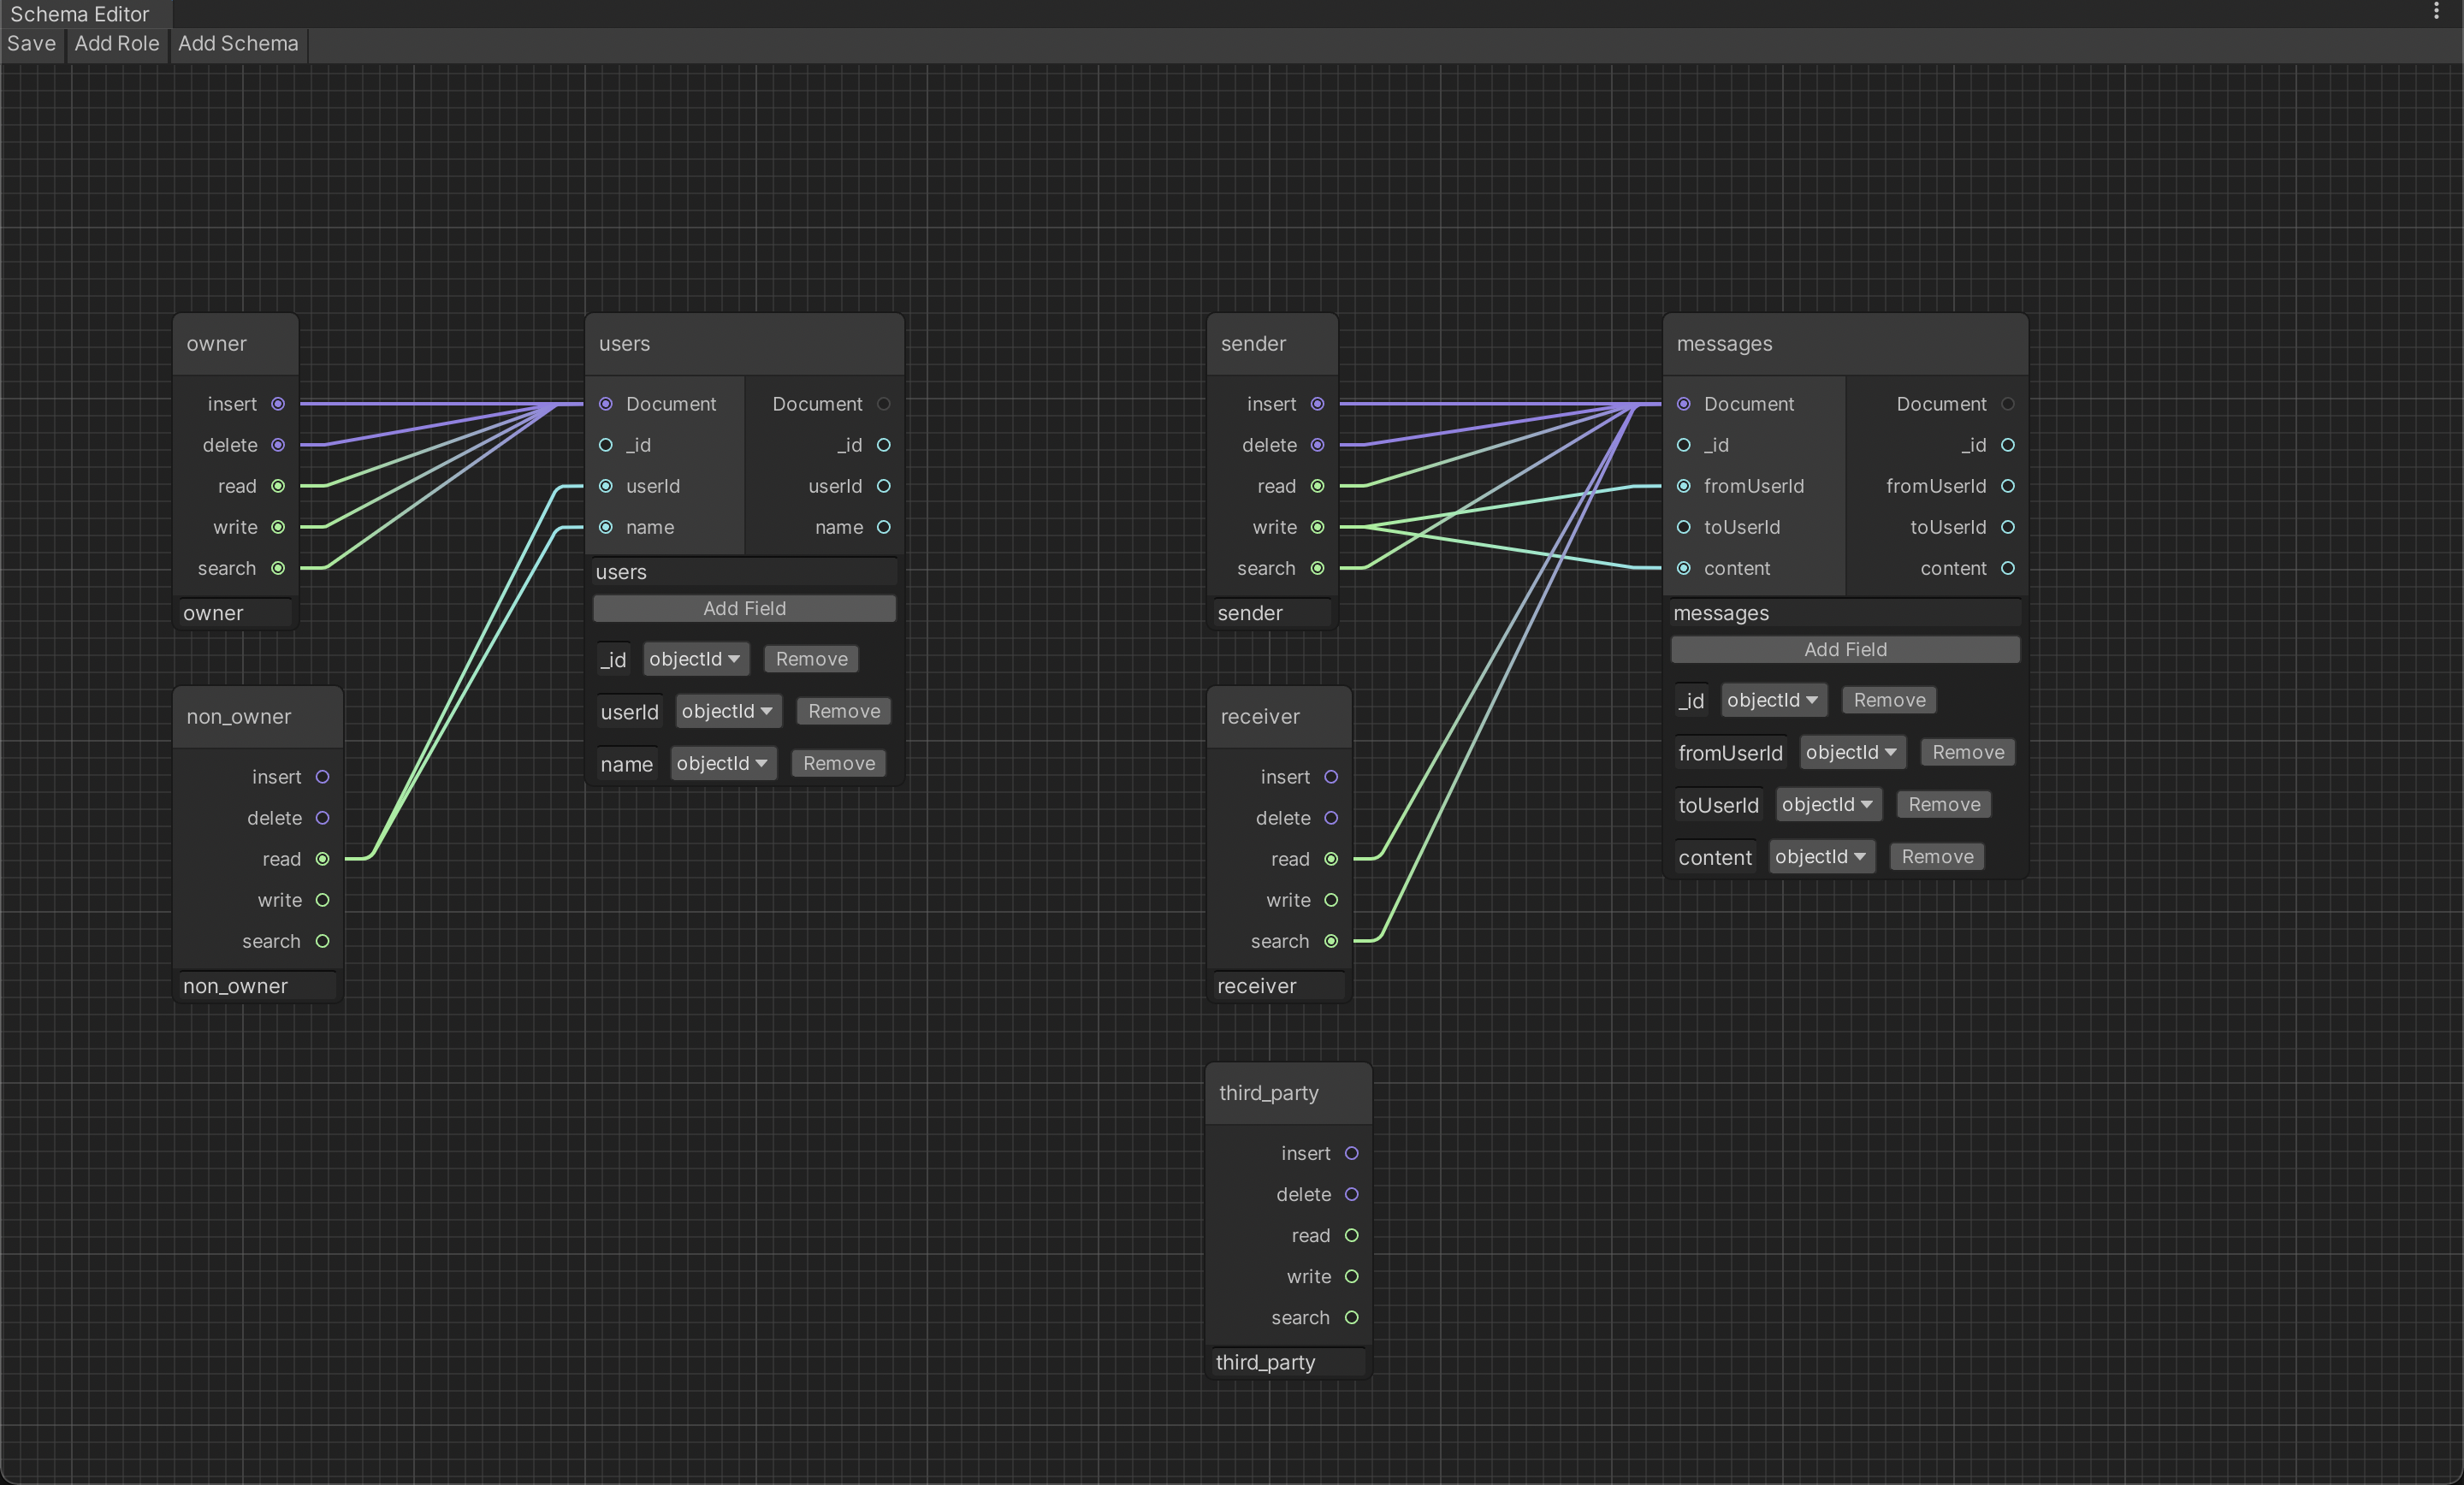 Schema Editor
Save Add Role Add Schema
owner
insert
delete
read
write
search
owner
users
Document Document
_id _id
userId userId
name name
users
Add Field
_id objectId Remove
userId objectId Remove
name objectId Remove
non_owner
insert
delete
read
write
search
non_owner
sender
insert
delete
read
write
search
sender
messages
Document Document
_id _id
fromUserId fromUserId
toUserId toUserId
content content
messages
Add Field
_id objectId Remove
fromUserId objectId Remove
toUserId objectId Remove
content objectId Remove
receiver
insert
delete
read
write
search
receiver
third_party
insert
delete
read
write
search
third_party